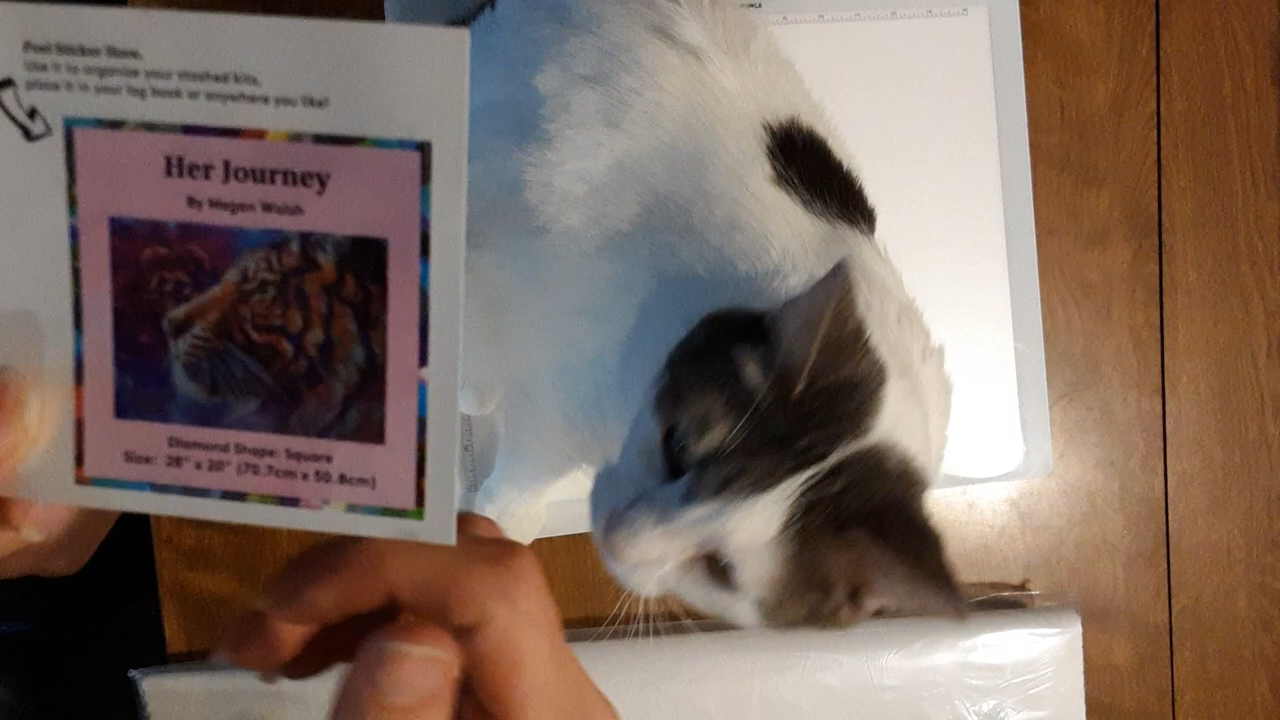 Peel Sticker Here.
Use it to organize your stashed kits,
place it in your log book or anywhere you like!
Her Journey
By Megan Walsh
Diamond Shape: Square
Size: 28" x 20" (70.7cm x 50.8cm)